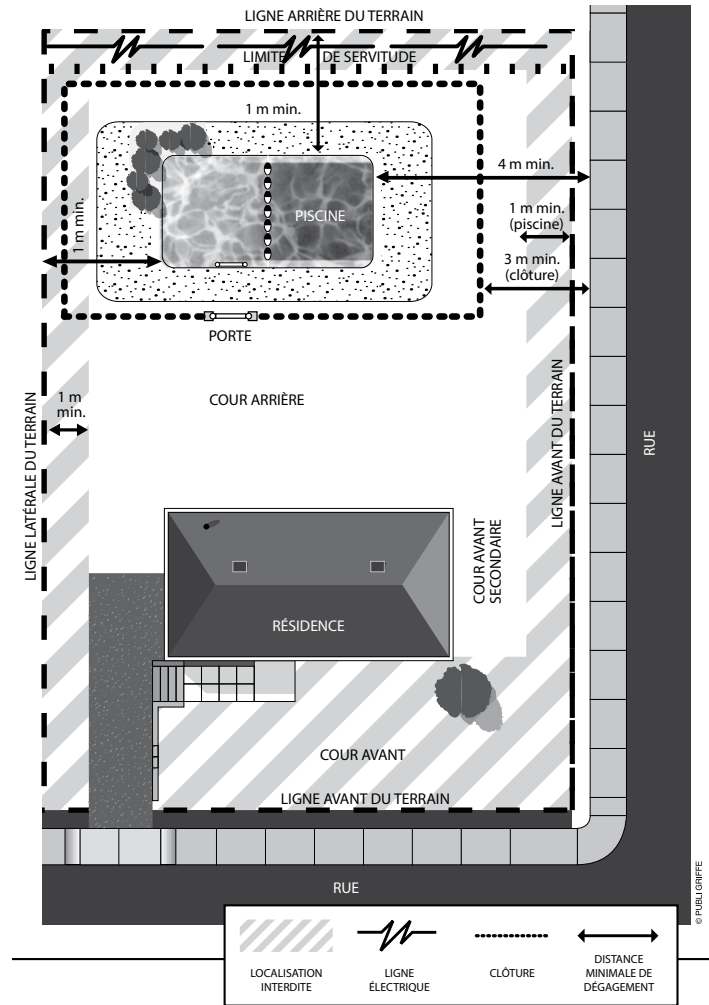 LIGNE ARRIÈRE DU TERRAIN
LIMITE DE SERVITUDE
1 m min.
4 m min.
PISCINE
1 m min.
(piscine)
1 m min.
3 m min.
(clôture)
PORTE
1 m
min.
COUR ARRIÈRE
LIGNE LATÉRALE DU TERRAIN
LIGNE AVANT DU TERRAIN
RUE
COUR AVANT
SECONDAIRE
RÉSIDENCE
COUR AVANT
LIGNE AVANT DU TERRAIN
RUE
© PUBLI GRIFFE
LOCALISATION
INTERDITE
LIGNE
ÉLECTRIQUE
CLÔTURE
DISTANCE
MINIMALE DE
DÉGAGEMENT